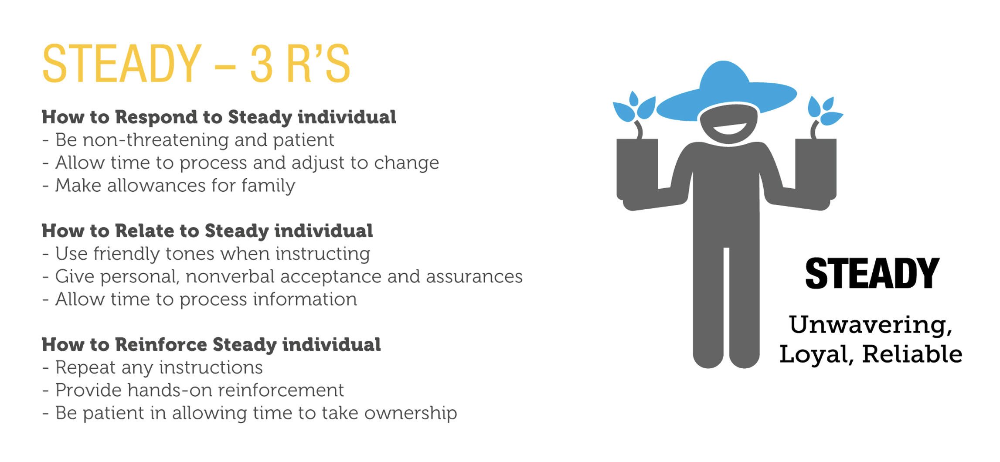 STEADY – 3 R’S
How to Respond to Steady individual
- Be non-threatening and patient
- Allow time to process and adjust to change
- Make allowances for family
How to Relate to Steady individual
- Use friendly tones when instructing
- Give personal, nonverbal acceptance and assurances
- Allow time to process information
How to Reinforce Steady individual
- Repeat any instructions
- Provide hands-on reinforcement
- Be patient in allowing time to take ownership
STEADY
Unwavering,
Loyal, Reliable